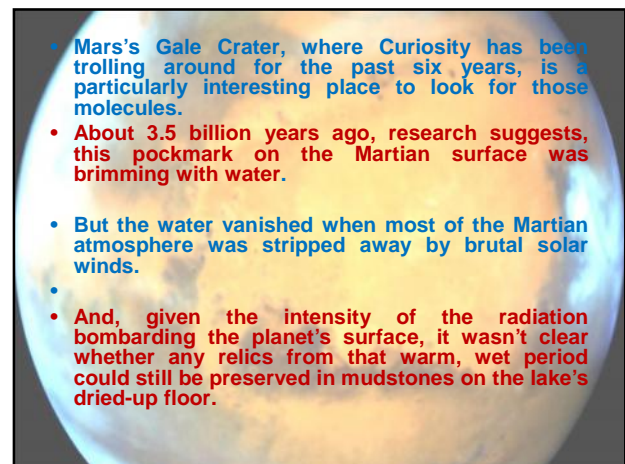 • Mars's Gale Crater, where Curiosity has been
trolling around for the past six years, is a
particularly interesting place to look for those
molecules.
• About 3.5 billion years ago, research suggests,
this pockmark on the Martian surface was
brimming with water.
• But the water vanished when most of the Martian
atmosphere was stripped away by brutal solar
winds.
•
• And, given the intensity of the radiation
bombarding the planet's surface, it wasn't clear
whether any relics from that warm, wet period
could still be preserved in mudstones on the lake's
dried-up floor.